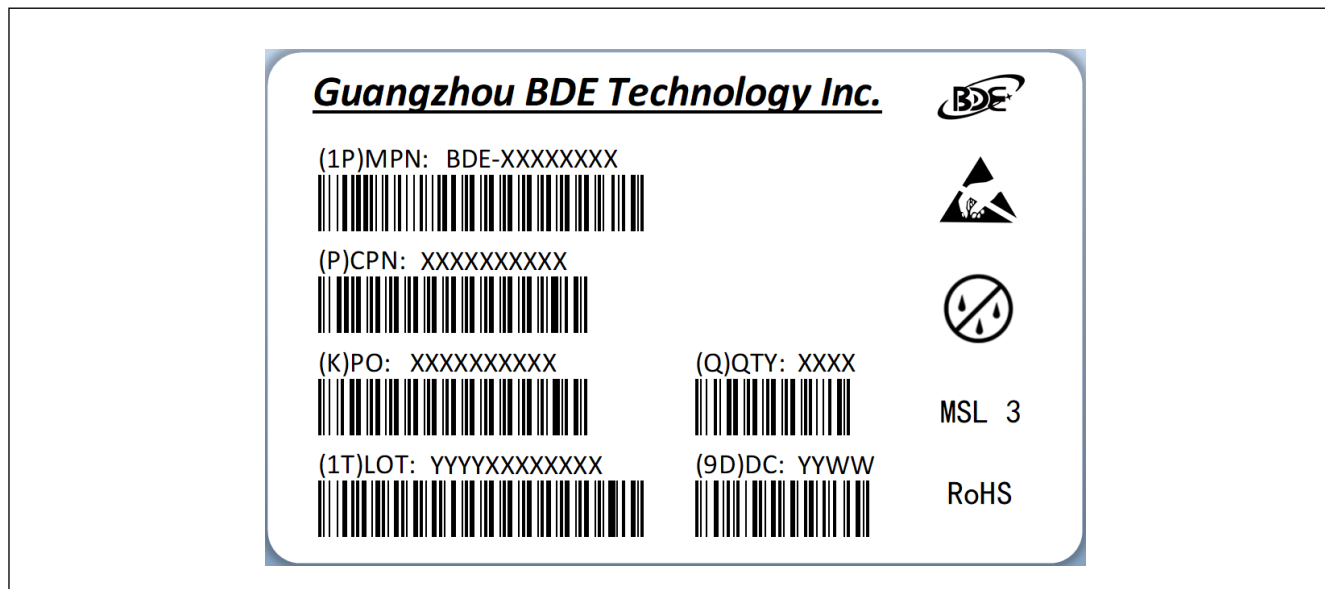 Guangzhou BDE Technology Inc.
BDE
(1P)MPN: BDE-XXXXXXXX
(P)CPN: XXXXXXXXXX
(K)PO: XXXXXXXXXX
(Q)QTY: XXXX
MSL 3
(1T)LOT: YYYYXXXXXXXX
(9D)DC: YYWW
RoHS